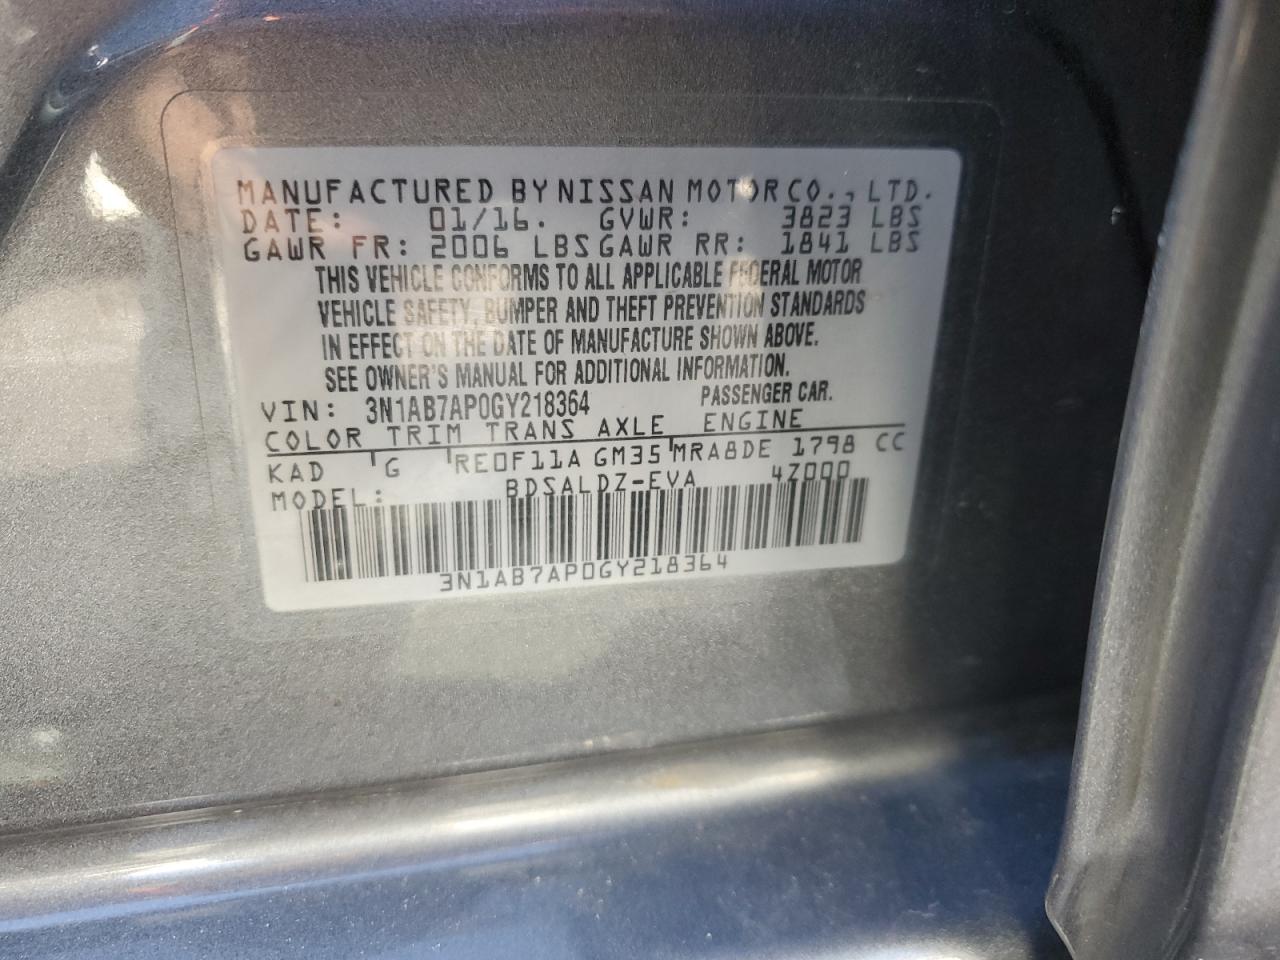 MANUFACTURED BY NISSAN MOTOR CO., LTD.
DATE: 01/16. GVWR: 3823 LBS
GAWR FR: 2006 LBS GAWR RR: 1841 LBS
THIS VEHICLE CONFORMS TO ALL APPLICABLE FEDERAL MOTOR
VEHICLE SAFETY, BUMPER AND THEFT PREVENTION STANDARDS
IN EFFECT ON THE DATE OF MANUFACTURE SHOWN ABOVE.
SEE OWNER'S MANUAL FOR ADDITIONAL INFORMATION.
VIN: 3N1AB7AP0GY218364 PASSENGER CAR.
COLOR TRIM TRANS AXLE ENGINE
KAD G RE0F11A GM35 MRA8DE 1798 CC
MODEL: BDSALDZ-EVA 4Z000
3N1AB7AP0GY218364